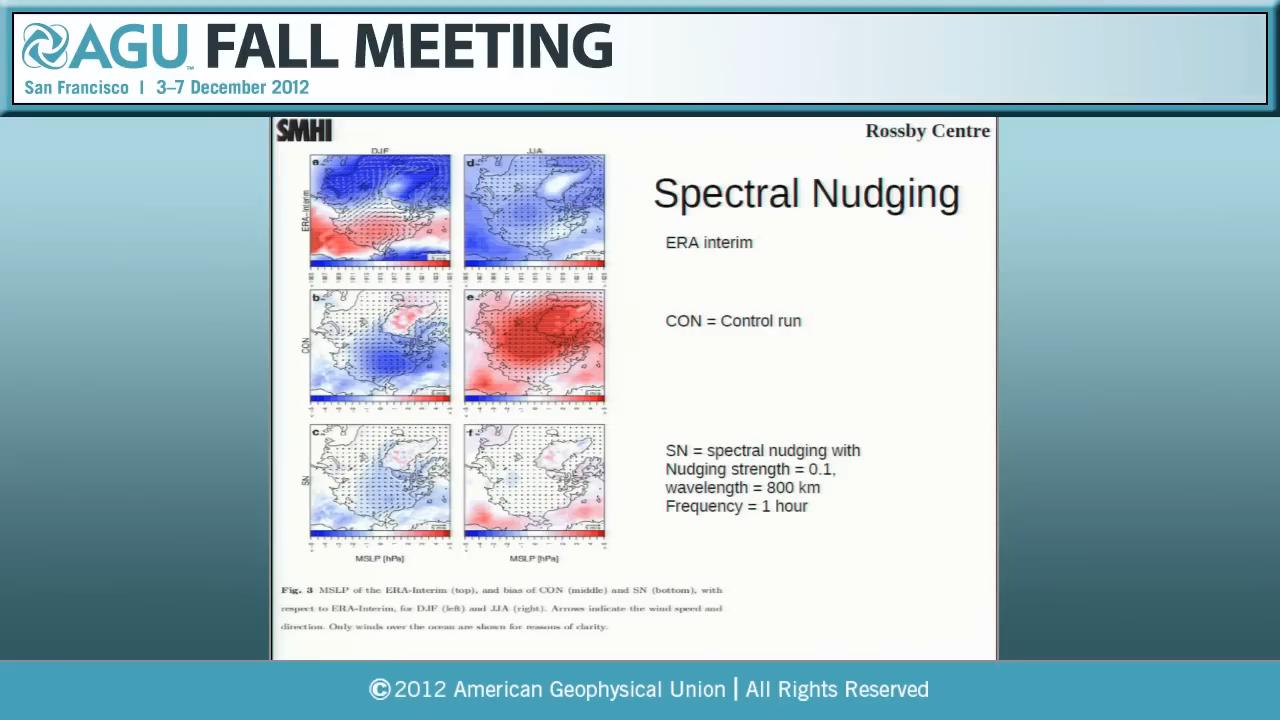 AGU FALL MEETING
San Francisco | 3–7 December 2012
SMHI
Rossby Centre
DJF
JJA
a.
d.
ERA-Interim
Spectral Nudging
ERA interim
b.
e.
CON
CON = Control run
c.
f.
SN
SN = spectral nudging with
Nudging strength = 0.1,
wavelength = 800 km
Frequency = 1 hour
MSLP [hPa]
MSLP [hPa]
Fig. 3 MSLP of the ERA-Interim (top), and bias of CON (middle) and SN (bottom), with
respect to ERA-Interim, for DJF (left) and JJA (right). Arrows indicate the wind speed and
direction. Only winds over the ocean are shown for reasons of clarity.
©2012 American Geophysical Union | All Rights Reserved